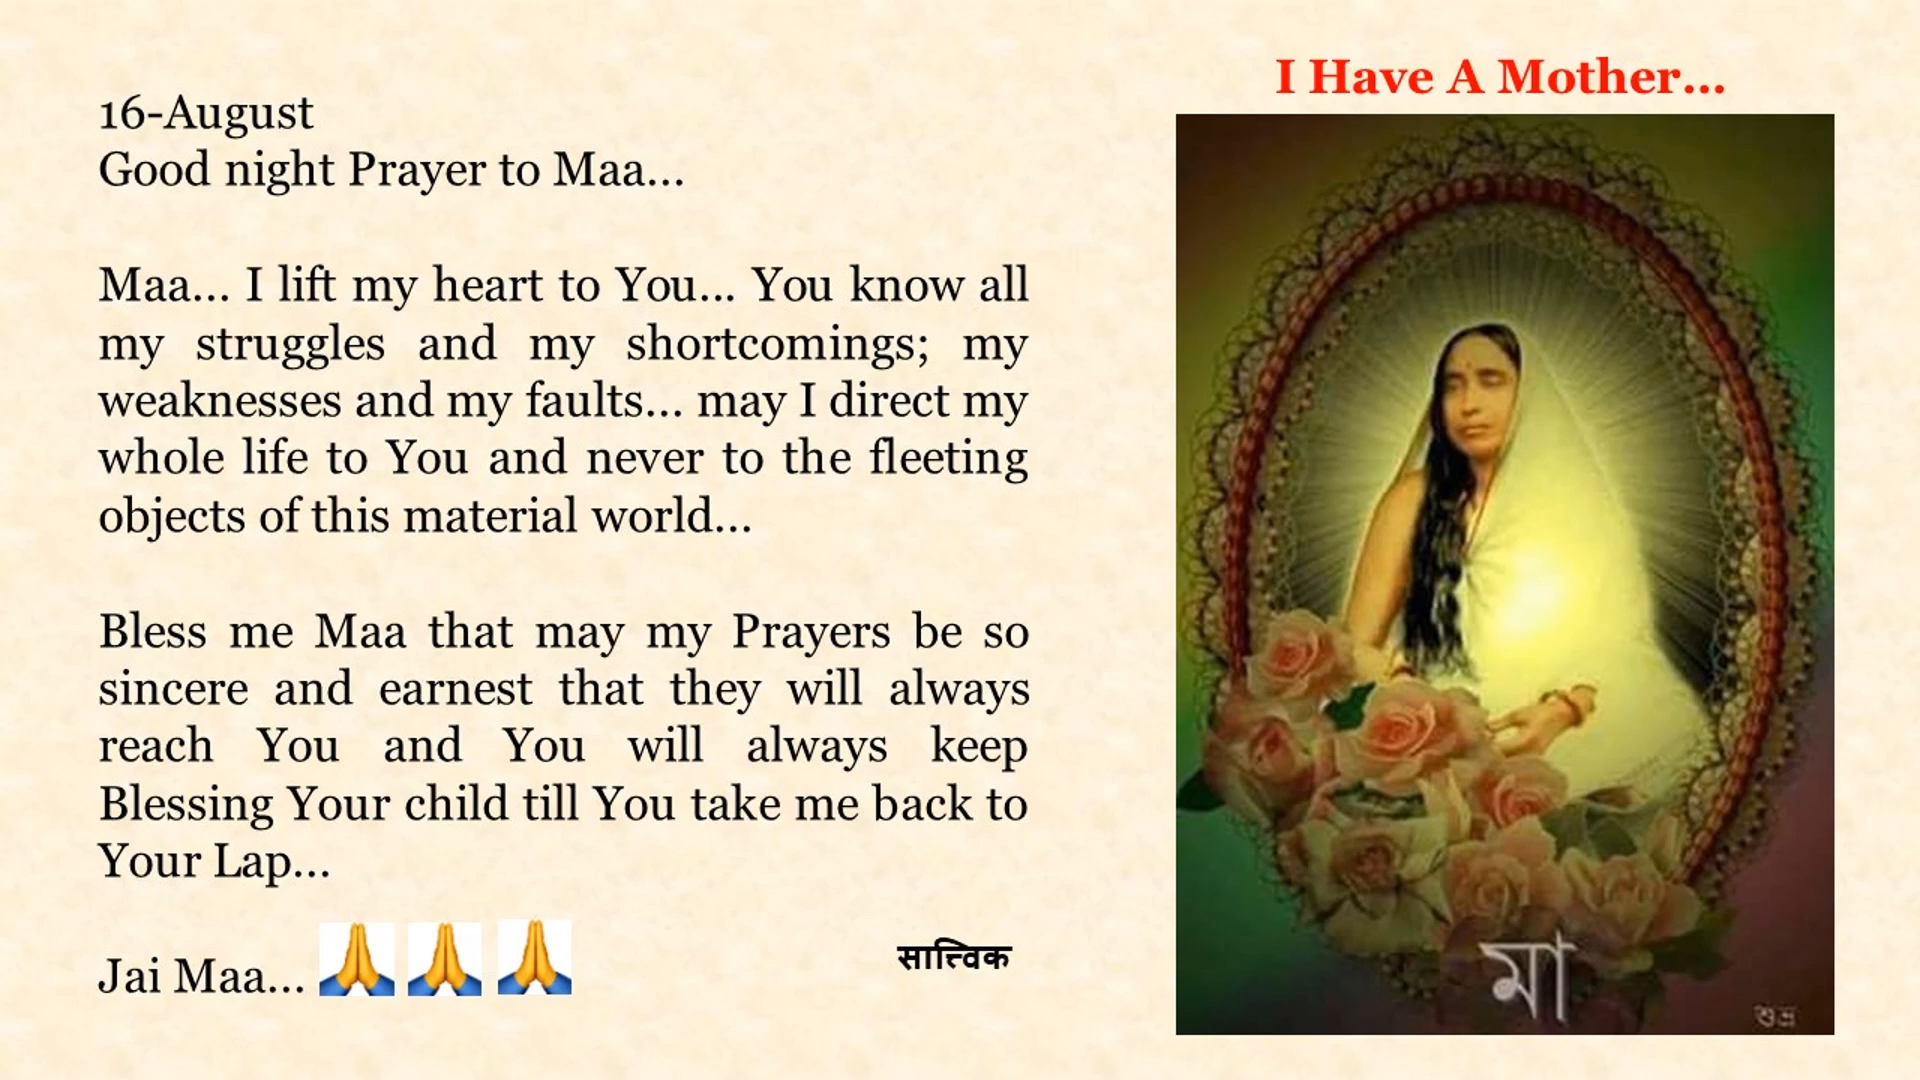 16-August
Good night Prayer to Maa...
Maa... I lift my heart to You... You know all
my struggles and my shortcomings; my
weaknesses and my faults... may I direct my
whole life to You and never to the fleeting
objects of this material world...
Bless me Maa that may my Prayers be so
sincere and earnest that they will always
reach You and You will always keep
Blessing Your child till You take me back to
Your Lap...
Jai Maa... 🙏 🙏 🙏
सात्त्विक
I Have A Mother...
মা
শুভ্র